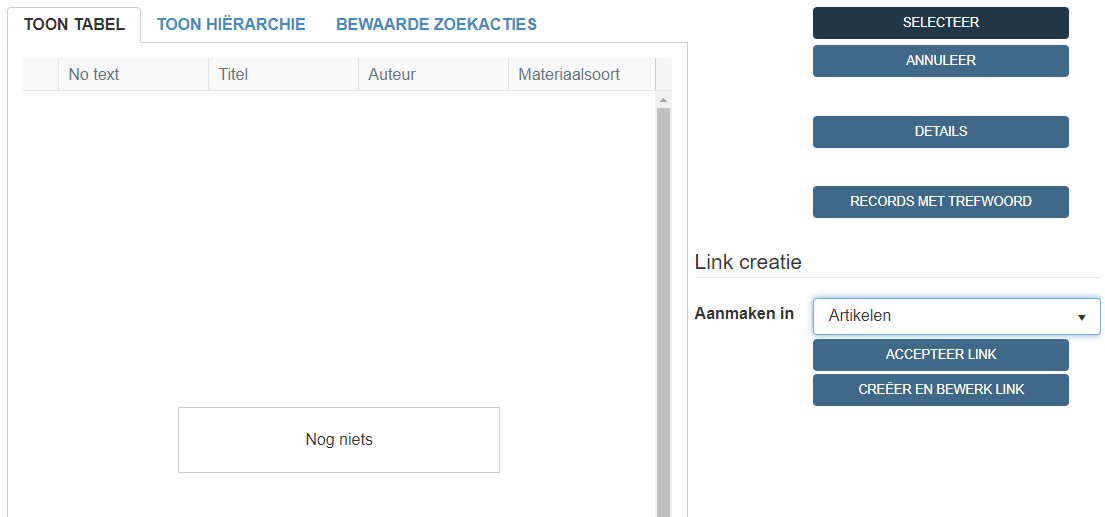 TOON TABEL TOON HIËRARCHIE BEWAARDE ZOEKACTIES
No text Titel Auteur Materiaalsoort
Nog niets
SELECTEER
ANNULEER
DETAILS
RECORDS MET TREFWOORD
Link creatie
Aanmaken in Artikelen
ACCEPTEER LINK
CREËER EN BEWERK LINK